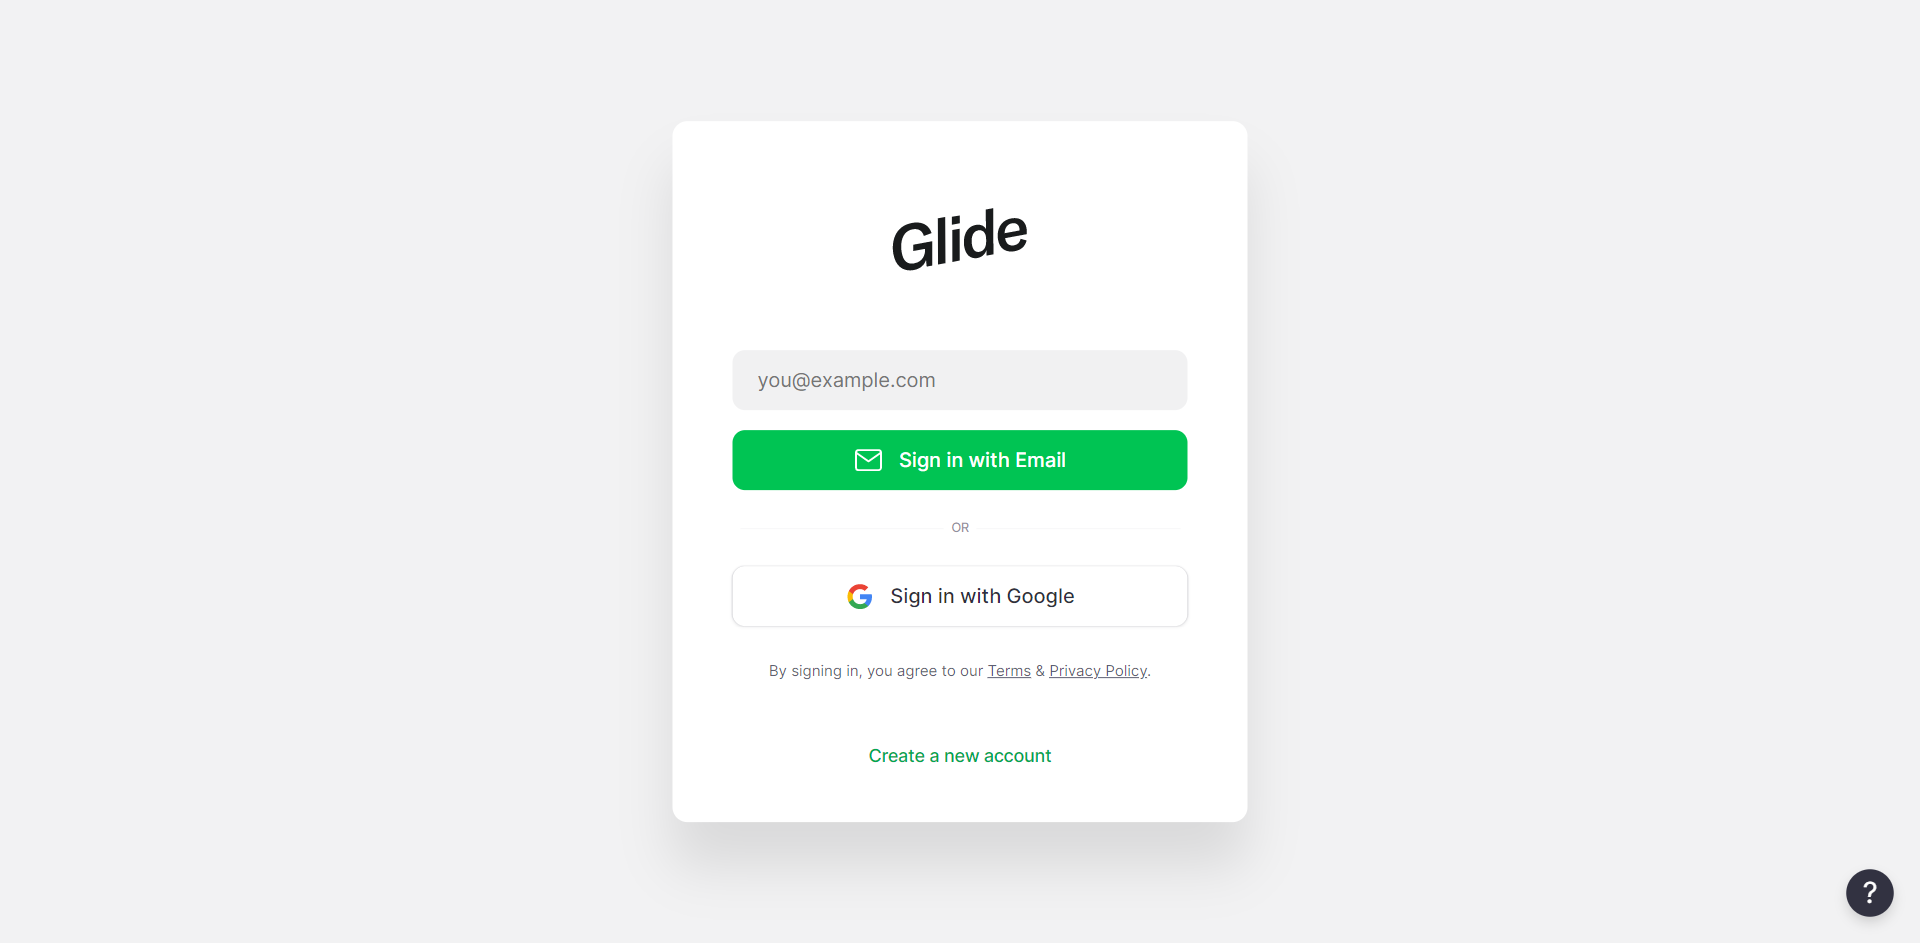 Glide
you@example.com
Sign in with Email
OR
Sign in with Google
By signing in, you agree to our Terms & Privacy Policy.
Create a new account
?